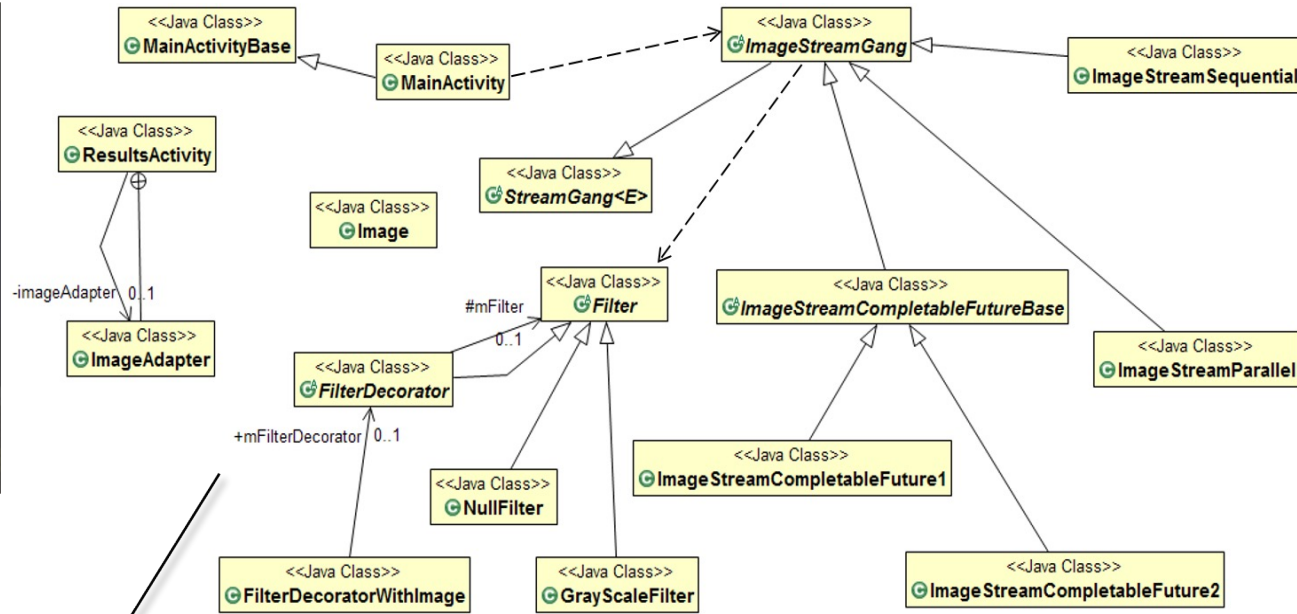 <<Java Class>>
MainActivityBase
<<Java Class>>
MainActivity
<<Java Class>>
ImageStreamGang
<<Java Class>>
ImageStreamSequential
<<Java Class>>
ResultsActivity
<<Java Class>>
StreamGang<E>
<<Java Class>>
Image
-imageAdapter 0..1
<<Java Class>>
ImageAdapter
<<Java Class>>
Filter
#mFilter
0..1
<<Java Class>>
ImageStreamCompletableFutureBase
<<Java Class>>
ImageStreamParallel
<<Java Class>>
FilterDecorator
+mFilterDecorator 0..1
<<Java Class>>
ImageStreamCompletableFuture1
<<Java Class>>
NullFilter
<<Java Class>>
FilterDecoratorWithImage
<<Java Class>>
GrayScaleFilter
<<Java Class>>
ImageStreamCompletableFuture2